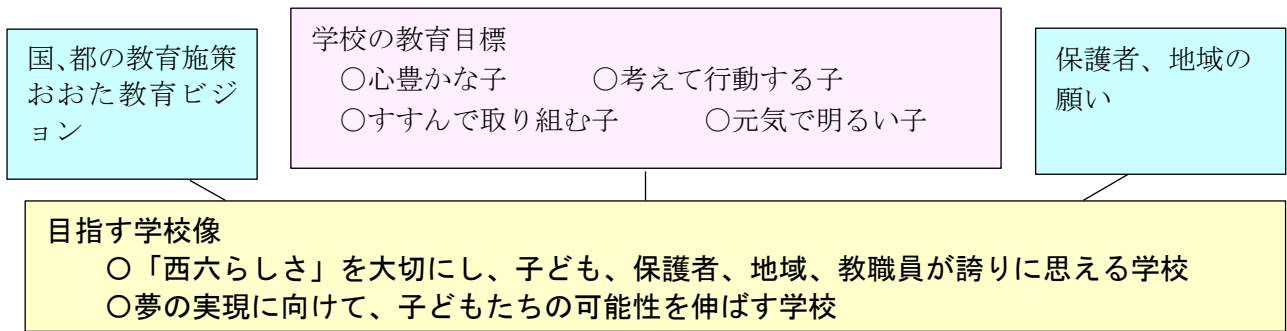 国、都の教育施策
おおた教育ビジ
ョン
学校の教育目標
○心豊かな子　　○考えて行動する子
○すすんで取り組む子　　○元気で明るい子
保護者、地域の
願い
目指す学校像
○「西六らしさ」を大切にし、子ども、保護者、地域、教職員が誇りに思える学校
○夢の実現に向けて、子どもたちの可能性を伸ばす学校